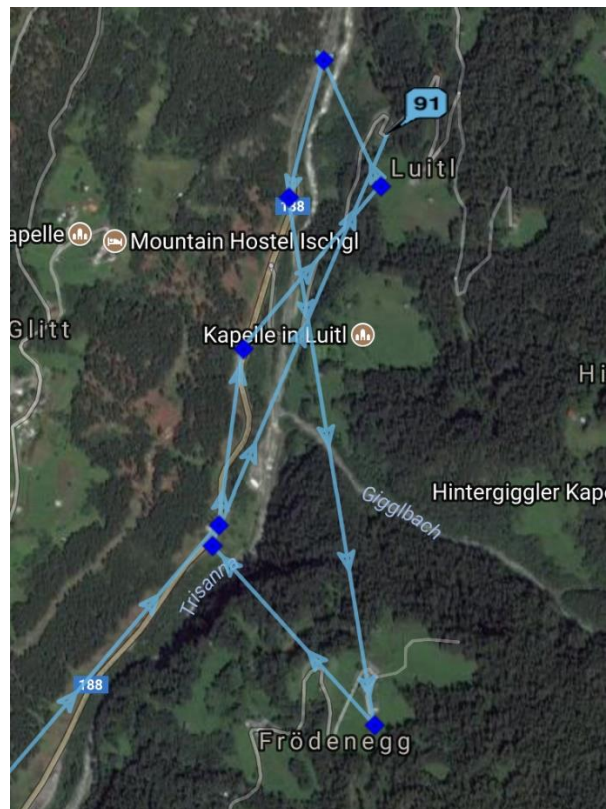 91
Luitl
188
apelle
Mountain Hostel Ischgl
Glitt
Kapelle in Luitl
Hi
Hintergiggler Kape
Gigglbach
Trisanna
188
Frödenegg